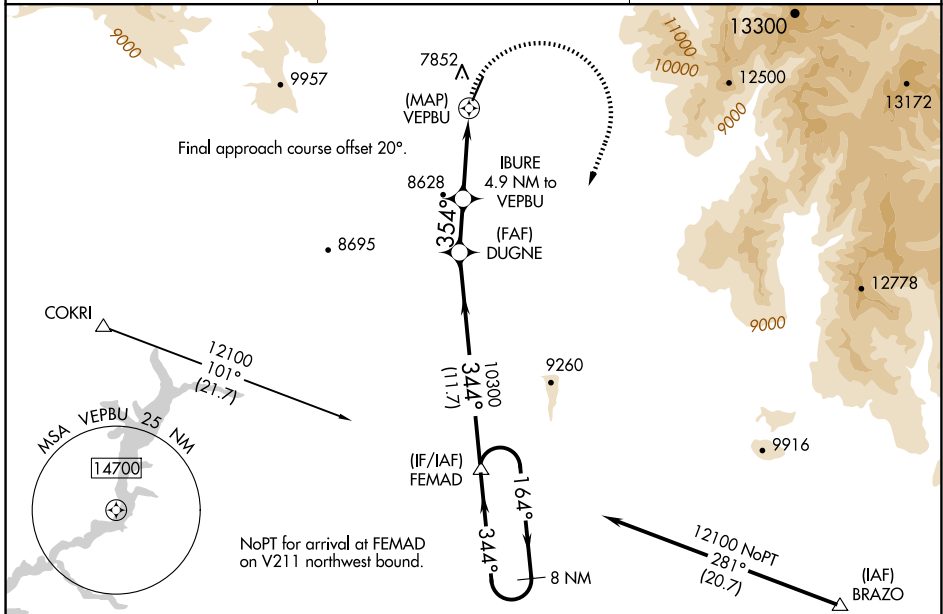 9000
9957
7852
(MAP)
VEPBU
11000
10000
13300
12500
9000
13172
Final approach course offset 20°.
IBURE
4.9 NM to
VEPBU
8628
354°
(FAF)
DUGNE
8695
12778
9000
COKRI
12100
101°
(21.7)
10300
344°
(11.7)
9260
MSA VEPBU 25 NM
14700
(IF/IAF)
FEMAD
164°
344°
8 NM
9916
NoPT for arrival at FEMAD
on V211 northwest bound.
12100 NoPT
281°
(20.7)
(IAF)
BRAZO